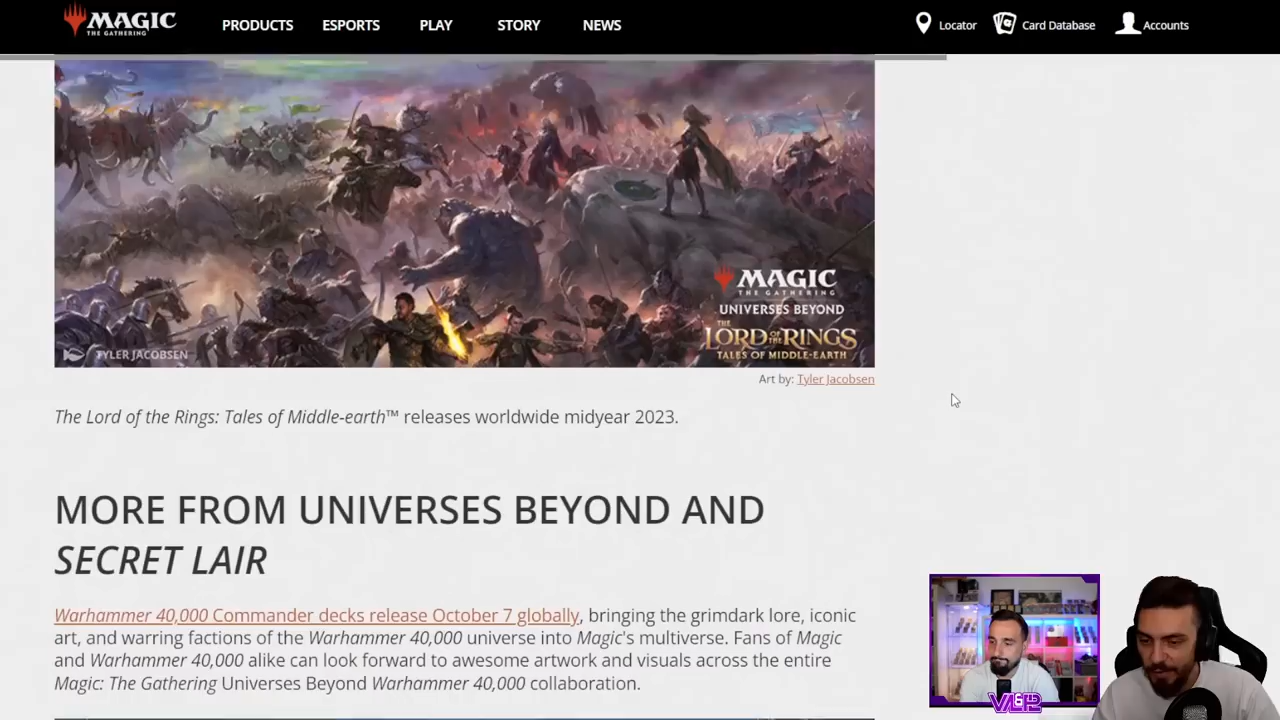 MAGIC
THE GATHERING
PRODUCTS ESPORTS PLAY STORY NEWS
Locator Card Database Accounts
MAGIC
THE GATHERING
UNIVERSES BEYOND
THE
LORD OF THE RINGS
TALES OF MIDDLE-EARTH
TYLER JACOBSEN
Art by: Tyler Jacobsen
The Lord of the Rings: Tales of Middle-earth™ releases worldwide midyear 2023.
MORE FROM UNIVERSES BEYOND AND
SECRET LAIR
Warhammer 40,000 Commander decks release October 7 globally, bringing the grimdark lore, iconic
art, and warring factions of the Warhammer 40,000 universe into Magic's multiverse. Fans of Magic
and Warhammer 40,000 alike can look forward to awesome artwork and visuals across the entire
Magic: The Gathering Universes Beyond Warhammer 40,000 collaboration.